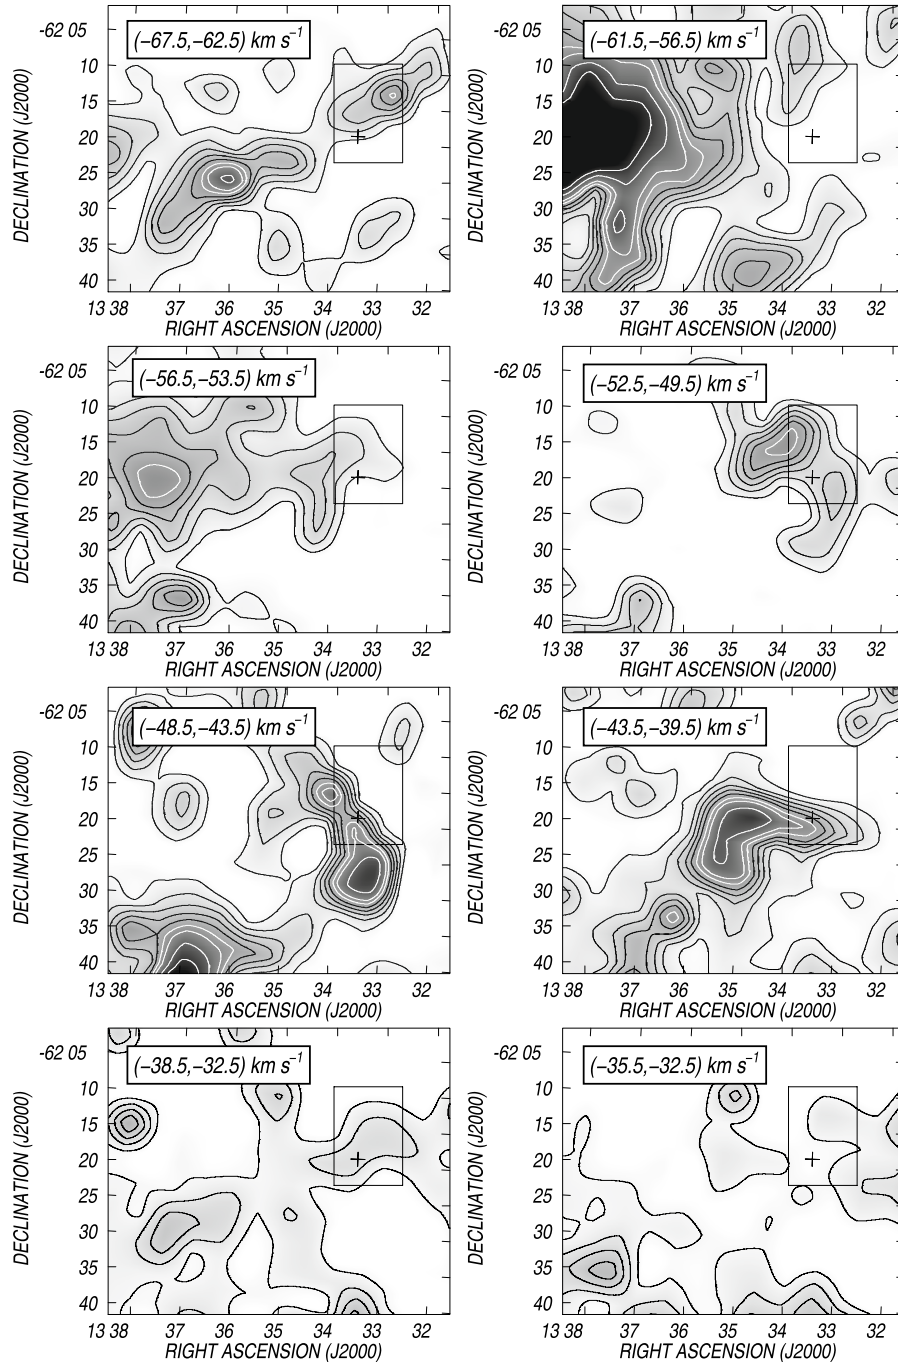 (−67.5,−62.5) km s⁻¹
-62 05
10
15
20
25
30
35
40
DECLINATION (J2000)
13 38 37 36 35 34 33 32
RIGHT ASCENSION (J2000)
(−61.5,−56.5) km s⁻¹
-62 05
10
15
20
25
30
35
40
DECLINATION (J2000)
13 38 37 36 35 34 33 32
RIGHT ASCENSION (J2000)
(−56.5,−53.5) km s⁻¹
-62 05
10
15
20
25
30
35
40
DECLINATION (J2000)
13 38 37 36 35 34 33 32
RIGHT ASCENSION (J2000)
(−52.5,−49.5) km s⁻¹
-62 05
10
15
20
25
30
35
40
DECLINATION (J2000)
13 38 37 36 35 34 33 32
RIGHT ASCENSION (J2000)
(−48.5,−43.5) km s⁻¹
-62 05
10
15
20
25
30
35
40
DECLINATION (J2000)
13 38 37 36 35 34 33 32
RIGHT ASCENSION (J2000)
(−43.5,−39.5) km s⁻¹
-62 05
10
15
20
25
30
35
40
DECLINATION (J2000)
13 38 37 36 35 34 33 32
RIGHT ASCENSION (J2000)
(−38.5,−32.5) km s⁻¹
-62 05
10
15
20
25
30
35
40
DECLINATION (J2000)
13 38 37 36 35 34 33 32
RIGHT ASCENSION (J2000)
(−35.5,−32.5) km s⁻¹
-62 05
10
15
20
25
30
35
40
DECLINATION (J2000)
13 38 37 36 35 34 33 32
RIGHT ASCENSION (J2000)